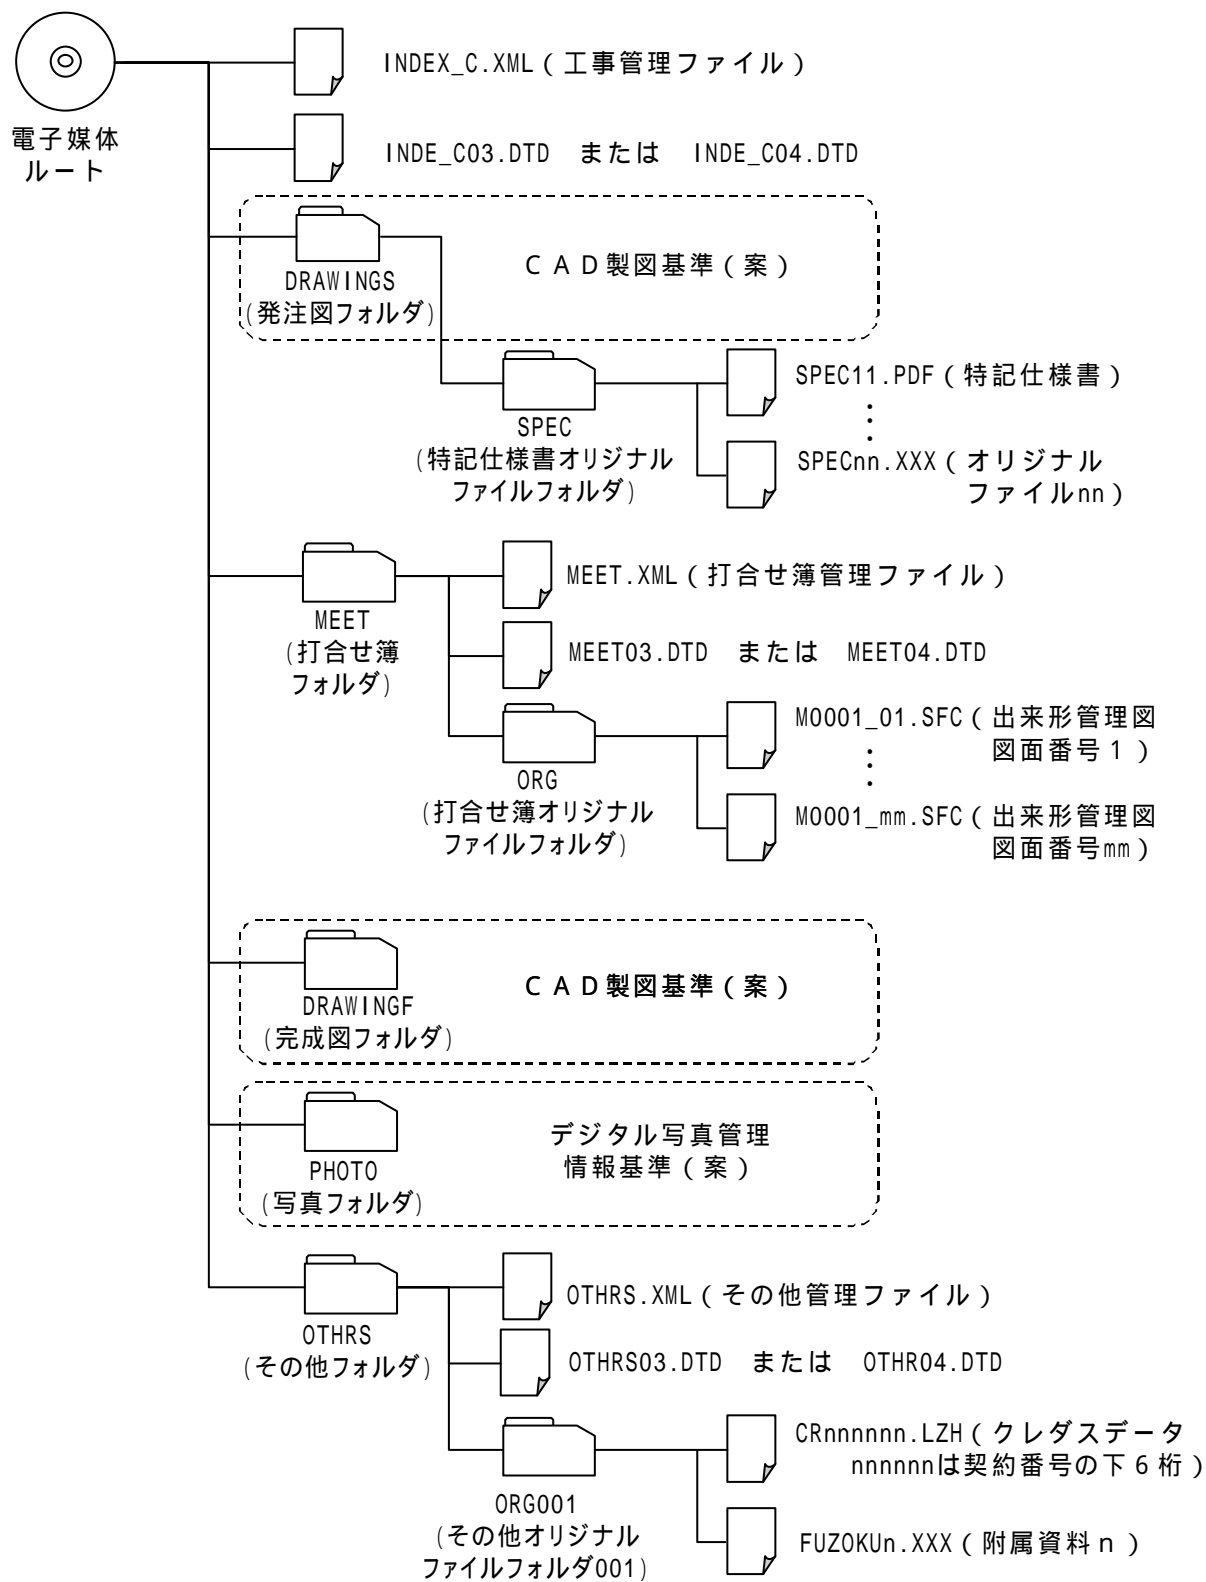 INDEX_C.XML（工事管理ファイル）
電子媒体
ルート
INDE_C03.DTD　または　INDE_C04.DTD
ＣＡＤ製図基準（案）
DRAWINGS
(発注図フォルダ)
SPEC11.PDF（特記仕様書）
：
SPEC
(特記仕様書オリジナル
ファイルフォルダ)
SPECnn.XXX（オリジナル
ファイルnn）
MEET.XML（打合せ簿管理ファイル）
MEET
(打合せ簿
フォルダ)
MEET03.DTD　または　MEET04.DTD
M0001_01.SFC（出来形管理図
図面番号１）
：
ORG
(打合せ簿オリジナル
ファイルフォルダ)
M0001_mm.SFC（出来形管理図
図面番号mm）
ＣＡＤ製図基準（案）
DRAWINGF
(完成図フォルダ)
デジタル写真管理
情報基準（案）
PHOTO
(写真フォルダ)
OTHRS.XML（その他管理ファイル）
OTHRS
(その他フォルダ)
OTHRS03.DTD　または　OTHR04.DTD
CRnnnnnn.LZH（クレダスデータ
nnnnnnは契約番号の下６桁）
ORG001
(その他オリジナル
ファイルフォルダ001)
FUZOKUn.XXX（附属資料ｎ）